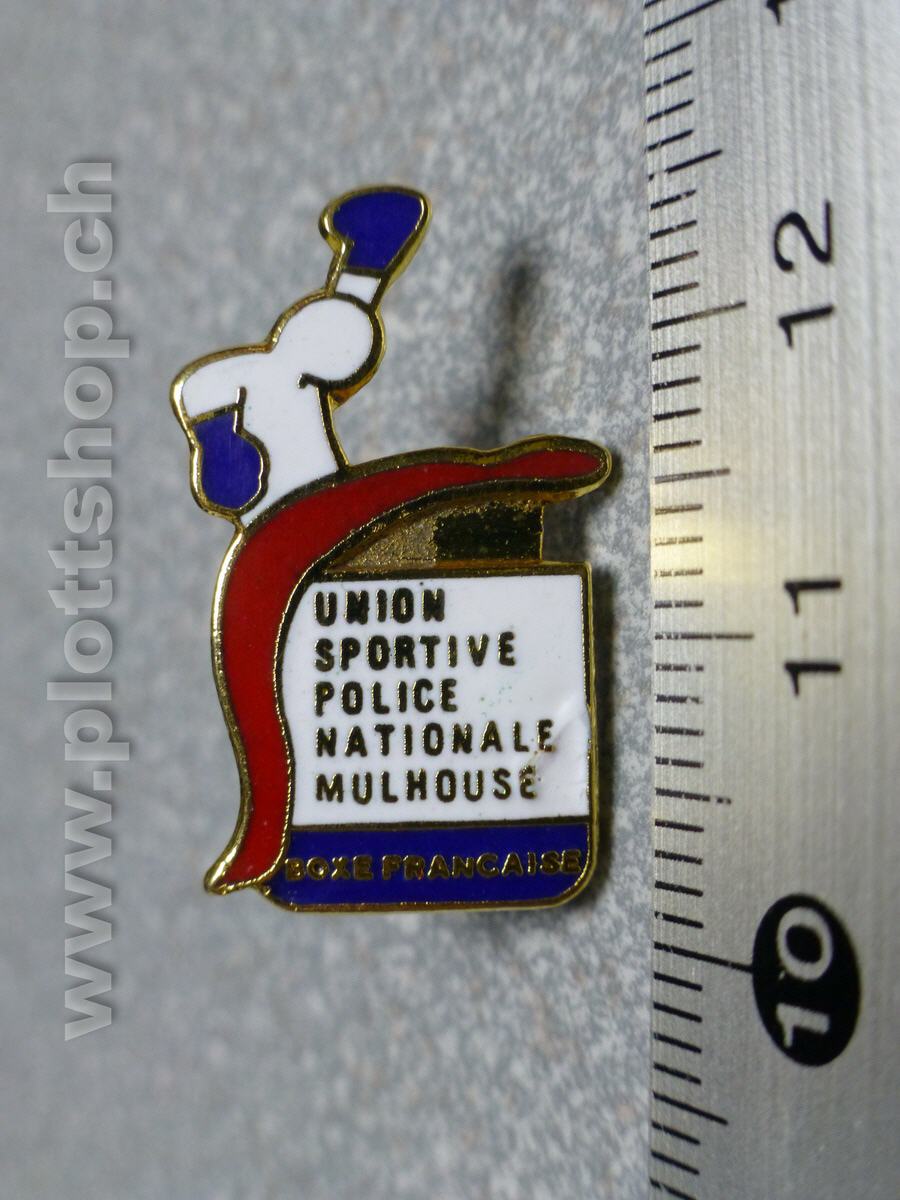 UNION
SPORTIVE
POLICE
NATIONALE
MULHOUSE
BOXE FRANCAISE
www.plottshop.ch
12
11
10